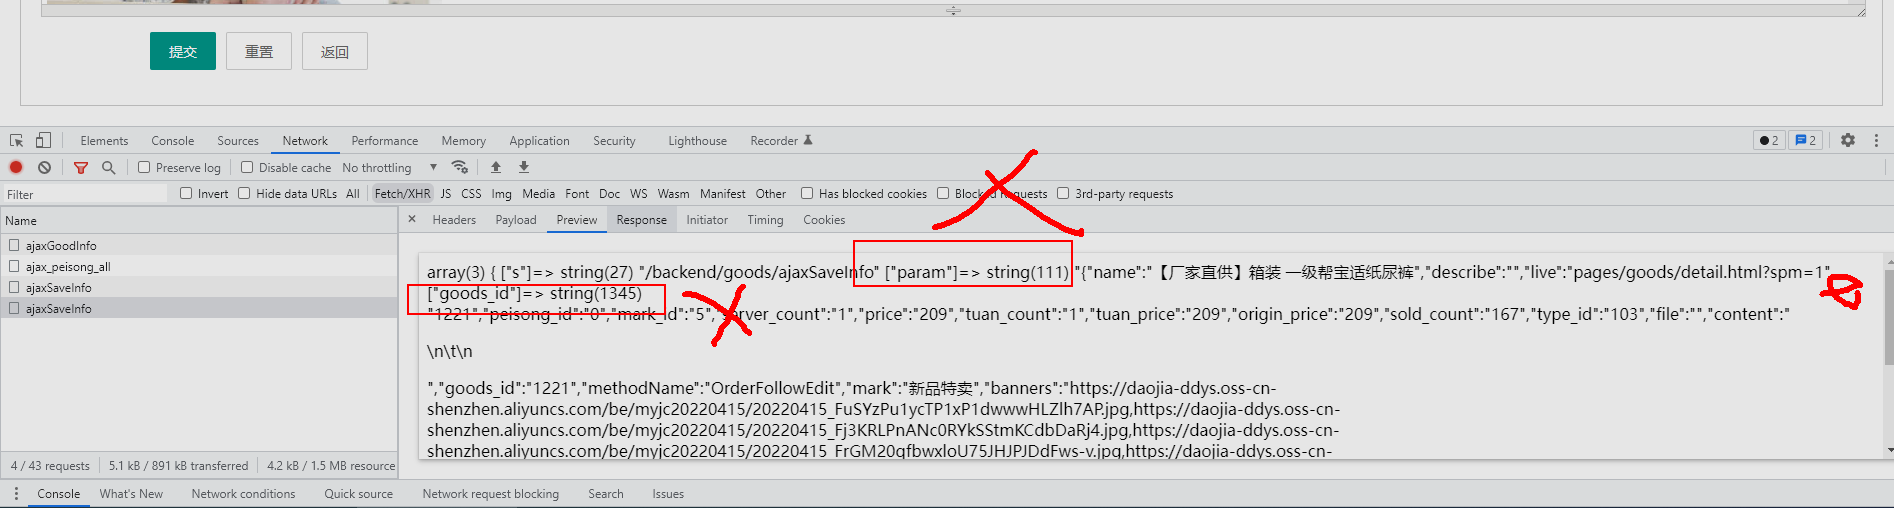 提交 重置 返回
Elements Console Sources Network Performance Memory Application Security Lighthouse Recorder 2 2
Preserve log Disable cache No throttling
Filter Invert Hide data URLs All Fetch/XHR JS CSS Img Media Font Doc WS Wasm Manifest Other Has blocked cookies Blocked Requests 3rd-party requests
Name Headers Payload Preview Response Initiator Timing Cookies
ajaxGoodInfo
ajax_peisong_all
ajaxSaveInfo
ajaxSaveInfo
array(3) { ["s"]=> string(27) "/backend/goods/ajaxSaveInfo" ["param"]=> string(111) "{"name":"【厂家直供】箱装 一级帮宝适纸尿裤","describe":"","live":"pages/goods/detail.html?spm=1"
["goods_id"]=> string(1345)
"1221","peisong_id":"0","mark_id":"5","server_count":"1","price":"209","tuan_count":"1","tuan_price":"209","origin_price":"209","sold_count":"167","type_id":"103","file":"","content":"
\n\t\n
","goods_id":"1221","methodName":"OrderFollowEdit","mark":"新品特卖","banners":"https://daojia-ddys.oss-cn-
shenzhen.aliyuncs.com/be/myjc20220415/20220415_FuSYzPu1ycTP1xP1dwwwHLZlh7AP.jpg,https://daojia-ddys.oss-cn-
shenzhen.aliyuncs.com/be/myjc20220415/20220415_Fj3KRLPnANc0RYkSStmKCdbDaRj4.jpg,https://daojia-ddys.oss-cn-
shenzhen.aliyuncs.com/be/myjc20220415/20220415_FrGM20qfbwxloU75JHJPJDdFws-v.jpg,https://daojia-ddys.oss-cn-
4 / 43 requests 5.1 kB / 891 kB transferred 4.2 kB / 1.5 MB resource
Console What's New Network conditions Quick source Network request blocking Search Issues